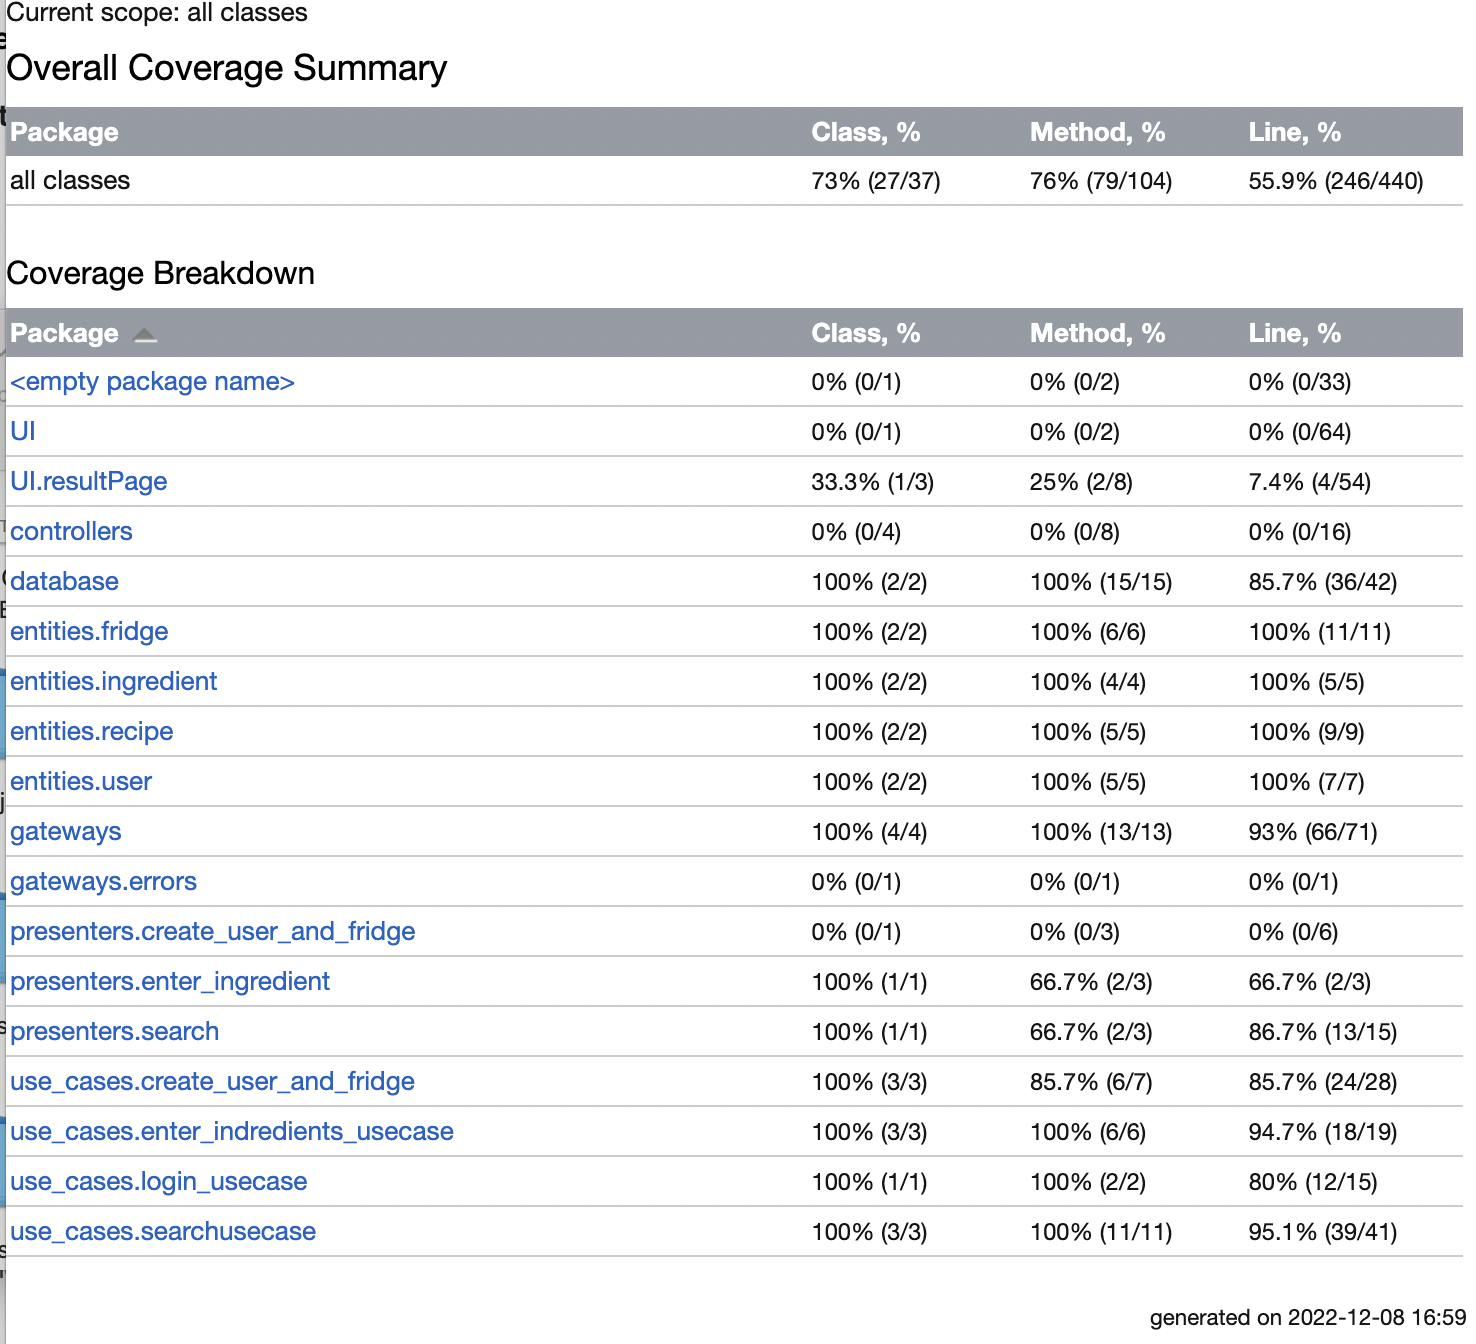 Current scope: all classes
Overall Coverage Summary
Package Class, % Method, % Line, %
all classes 73% (27/37) 76% (79/104) 55.9% (246/440)
Coverage Breakdown
Package Class, % Method, % Line, %
<empty package name> 0% (0/1) 0% (0/2) 0% (0/33)
UI 0% (0/1) 0% (0/2) 0% (0/64)
UI.resultPage 33.3% (1/3) 25% (2/8) 7.4% (4/54)
controllers 0% (0/4) 0% (0/8) 0% (0/16)
database 100% (2/2) 100% (15/15) 85.7% (36/42)
entities.fridge 100% (2/2) 100% (6/6) 100% (11/11)
entities.ingredient 100% (2/2) 100% (4/4) 100% (5/5)
entities.recipe 100% (2/2) 100% (5/5) 100% (9/9)
entities.user 100% (2/2) 100% (5/5) 100% (7/7)
gateways 100% (4/4) 100% (13/13) 93% (66/71)
gateways.errors 0% (0/1) 0% (0/1) 0% (0/1)
presenters.create_user_and_fridge 0% (0/1) 0% (0/3) 0% (0/6)
presenters.enter_ingredient 100% (1/1) 66.7% (2/3) 66.7% (2/3)
presenters.search 100% (1/1) 66.7% (2/3) 86.7% (13/15)
use_cases.create_user_and_fridge 100% (3/3) 85.7% (6/7) 85.7% (24/28)
use_cases.enter_indredients_usecase 100% (3/3) 100% (6/6) 94.7% (18/19)
use_cases.login_usecase 100% (1/1) 100% (2/2) 80% (12/15)
use_cases.searchusecase 100% (3/3) 100% (11/11) 95.1% (39/41)
generated on 2022-12-08 16:59